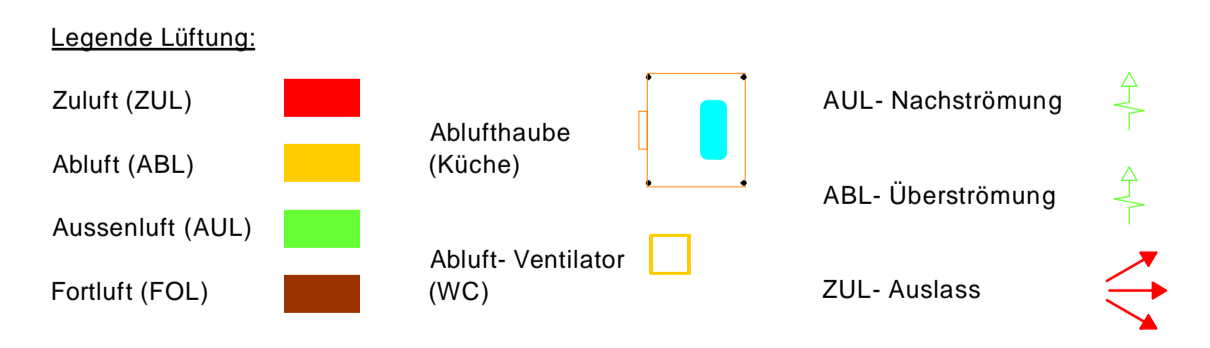 Legende Lüftung:
Zuluft (ZUL)
Abluft (ABL)
Aussenluft (AUL)
Fortluft (FOL)
Ablufthaube
(Küche)
Abluft- Ventilator
(WC)
AUL- Nachströmung
ABL- Überströmung
ZUL- Auslass